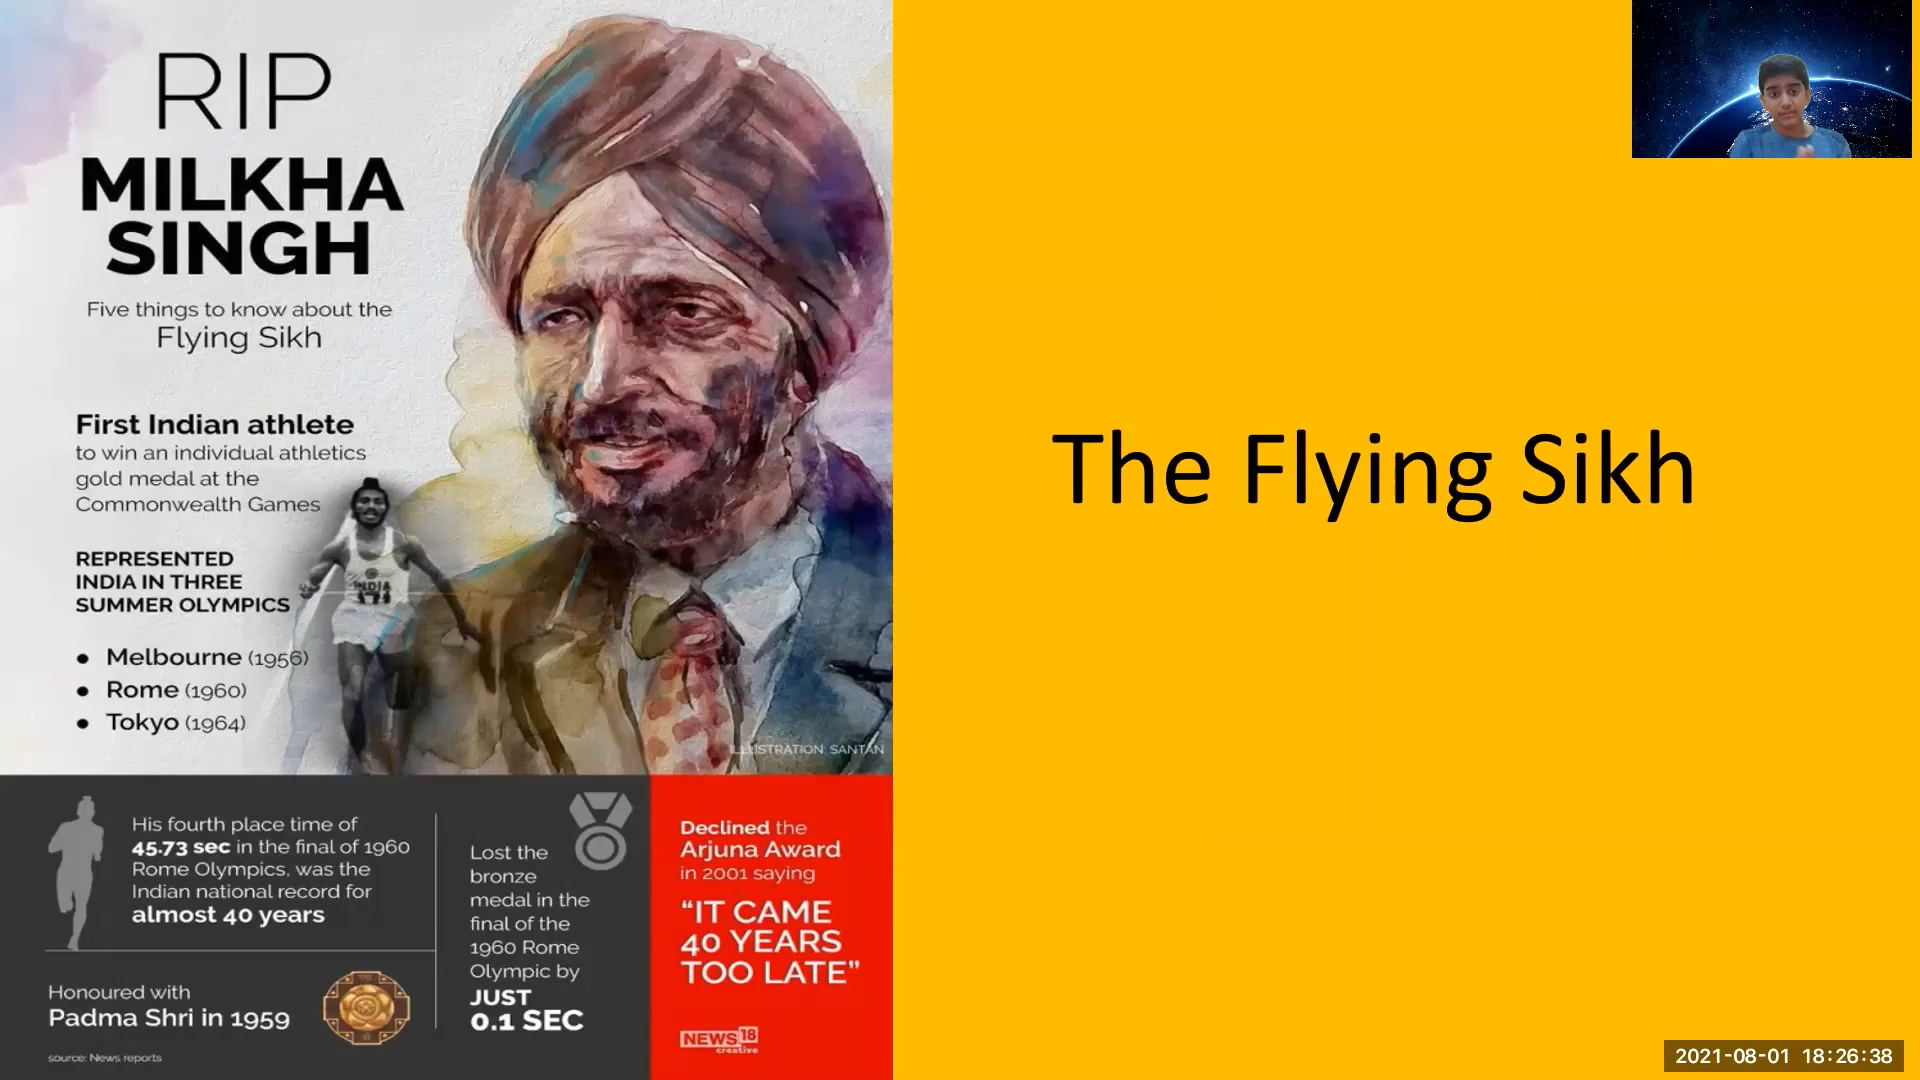 RIP
MILKHA
SINGH
Five things to know about the
Flying Sikh
First Indian athlete
to win an individual athletics
gold medal at the
Commonwealth Games
REPRESENTED
INDIA IN THREE
SUMMER OLYMPICS
• Melbourne (1956)
• Rome (1960)
• Tokyo (1964)
INDIA
171
ILLUSTRATION: SANTAN
His fourth place time of
45.73 sec in the final of 1960
Rome Olympics, was the
Indian national record for
almost 40 years
Honoured with
Padma Shri in 1959
source: News reports
Lost the
bronze
medal in the
final of the
1960 Rome
Olympic by
JUST
0.1 SEC
Declined the
Arjuna Award
in 2001 saying
“IT CAME
40 YEARS
TOO LATE”
NEWS18
creative
The Flying Sikh
2021-08-01 18:26:38